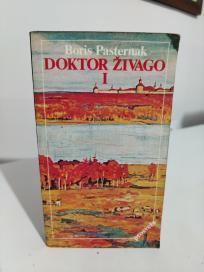 Boris Pasternak
DOKTOR ŽIVAGO
I